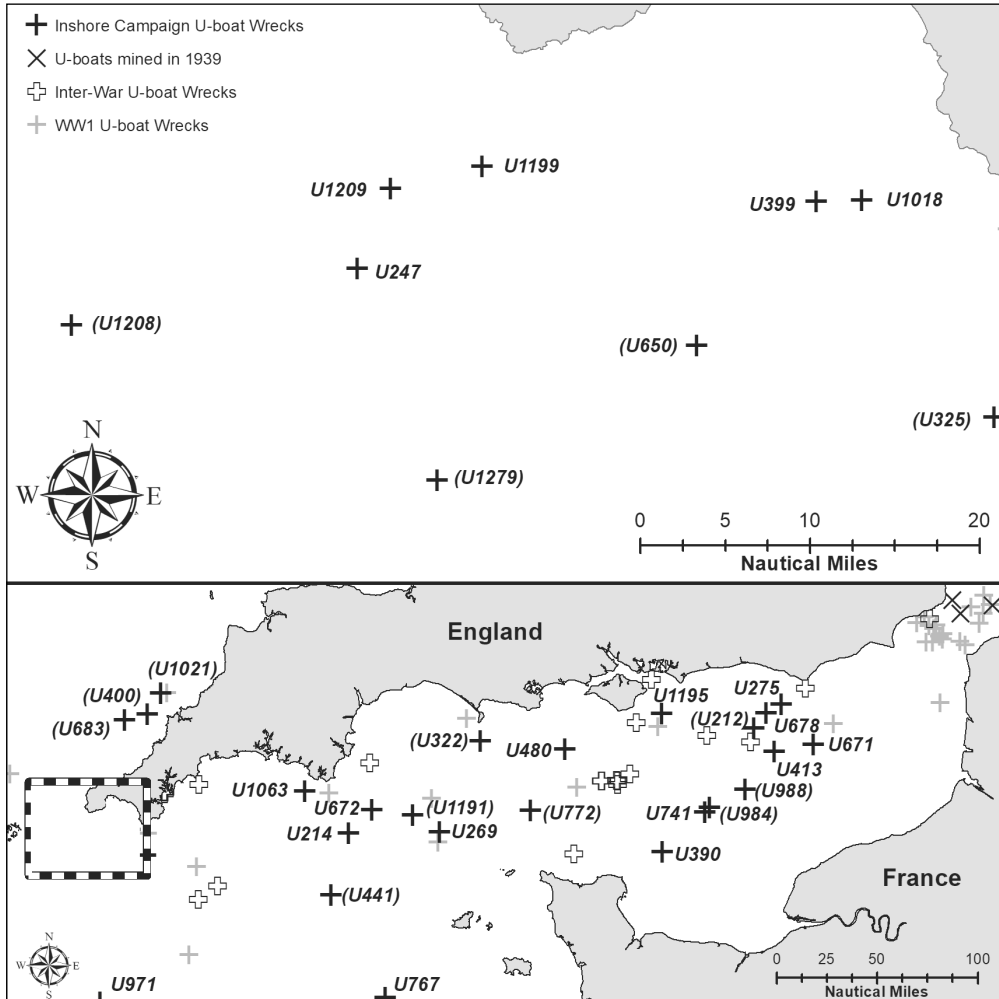 Inshore Campaign U-boat Wrecks
U-boats mined in 1939
Inter-War U-boat Wrecks
WW1 U-boat Wrecks
U1199
U1209
U399
U1018
U247
(U1208)
(U650)
(U325)
(U1279)
N
W E
S
0 5 10 20
Nautical Miles
England
(U1021)
(U400)
(U683)
U1195
U275
(U212)
U678
(U322)
U480
U671
U413
U1063
(U988)
U672
(U1191)
(U772)
U741
(U984)
U214
U269
U390
France
(U441)
N
W E
S
0 25 50 100
Nautical Miles
U971
U767